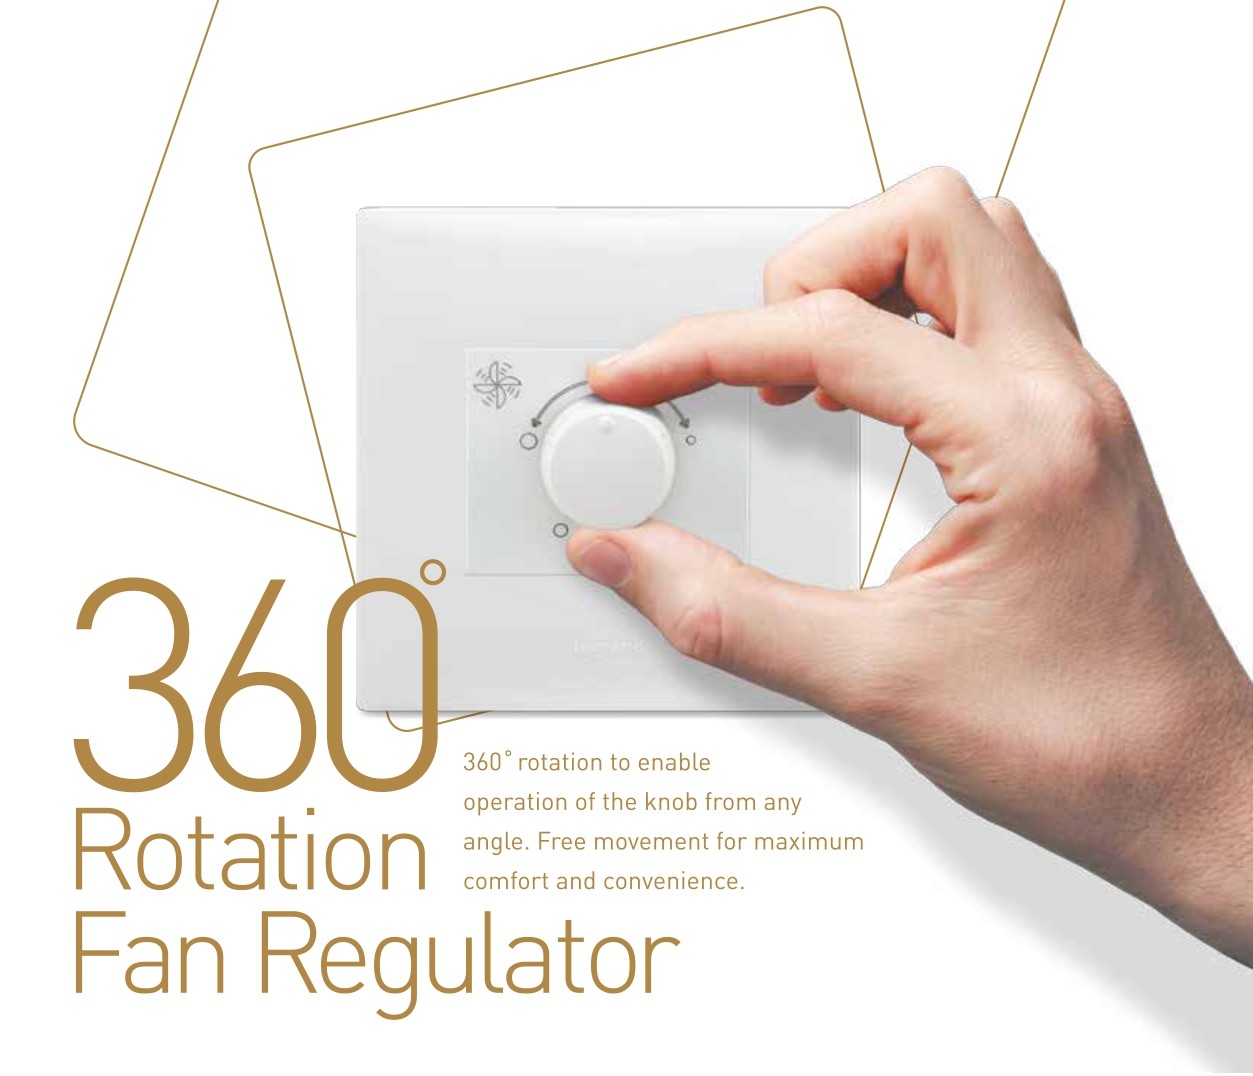 360°
Rotation
Fan Regulator
360° rotation to enable
operation of the knob from any
angle. Free movement for maximum
comfort and convenience.